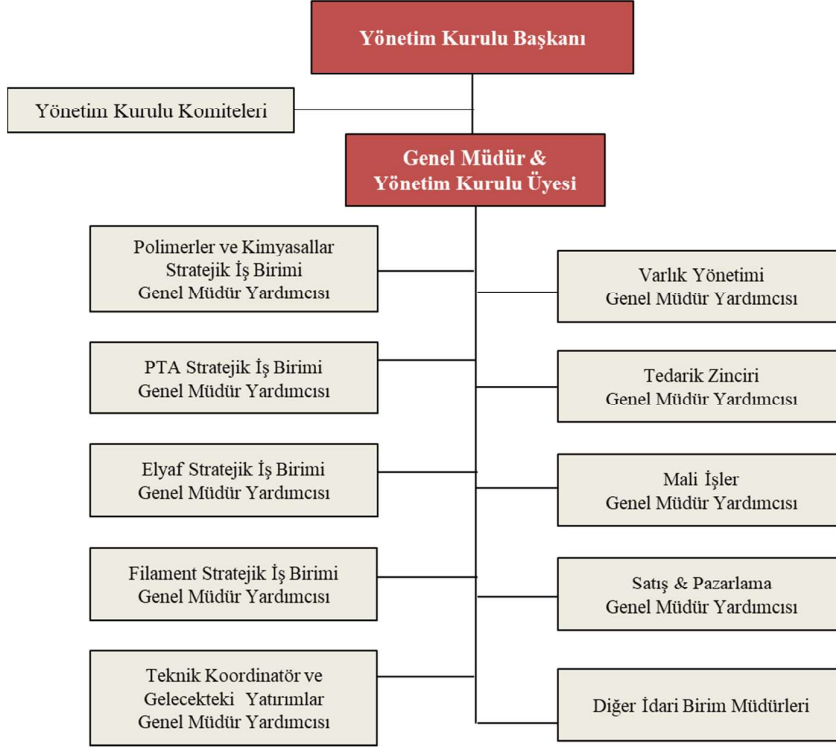 Yönetim Kurulu Başkanı
Yönetim Kurulu Komiteleri
Genel Müdür &
Yönetim Kurulu Üyesi
Polimerler ve Kimyasallar
Stratejik İş Birimi
Genel Müdür Yardımcısı
PTA Stratejik İş Birimi
Genel Müdür Yardımcısı
Elyaf Stratejik İş Birimi
Genel Müdür Yardımcısı
Filament Stratejik İş Birimi
Genel Müdür Yardımcısı
Teknik Koordinatör ve
Gelecekteki Yatırımlar
Genel Müdür Yardımcısı
Varlık Yönetimi
Genel Müdür Yardımcısı
Tedarik Zinciri
Genel Müdür Yardımcısı
Mali İşler
Genel Müdür Yardımcısı
Satış & Pazarlama
Genel Müdür Yardımcısı
Diğer İdari Birim Müdürleri